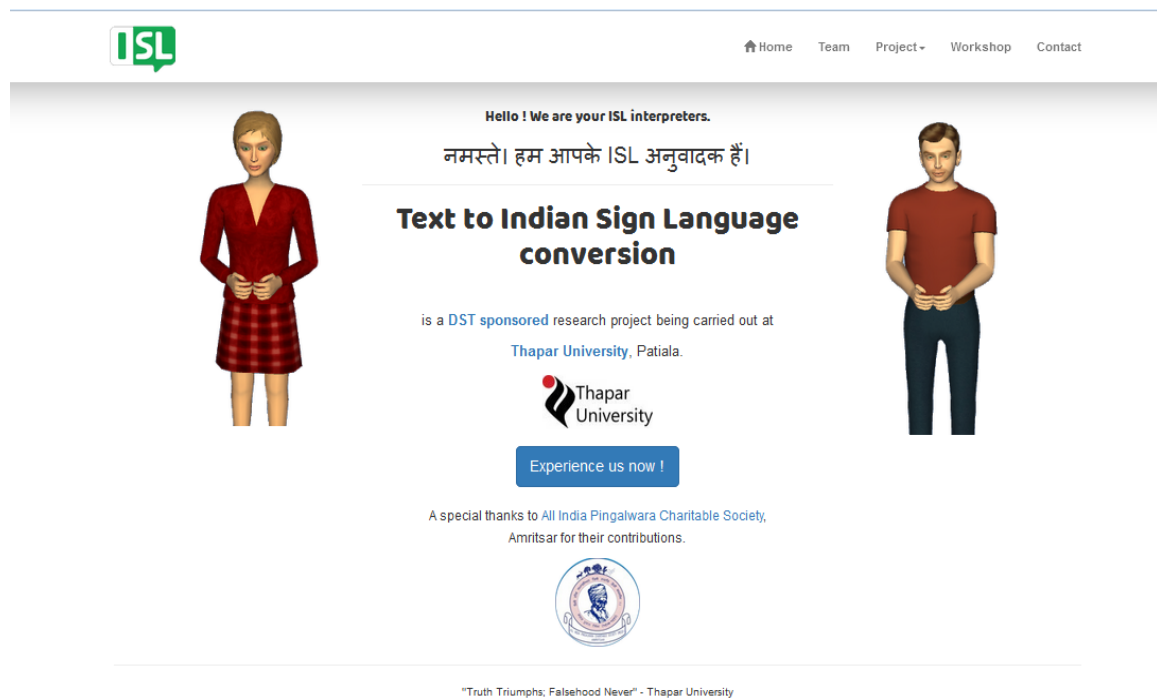 ISL
Home Team Project Workshop Contact
Hello ! We are your ISL interpreters.
नमस्ते। हम आपके ISL अनुवादक हैं।
Text to Indian Sign Language
conversion
is a DST sponsored research project being carried out at
Thapar University, Patiala.
Thapar
University
Experience us now !
A special thanks to All India Pingalwara Charitable Society,
Amritsar for their contributions.
"Truth Triumphs; Falsehood Never" - Thapar University